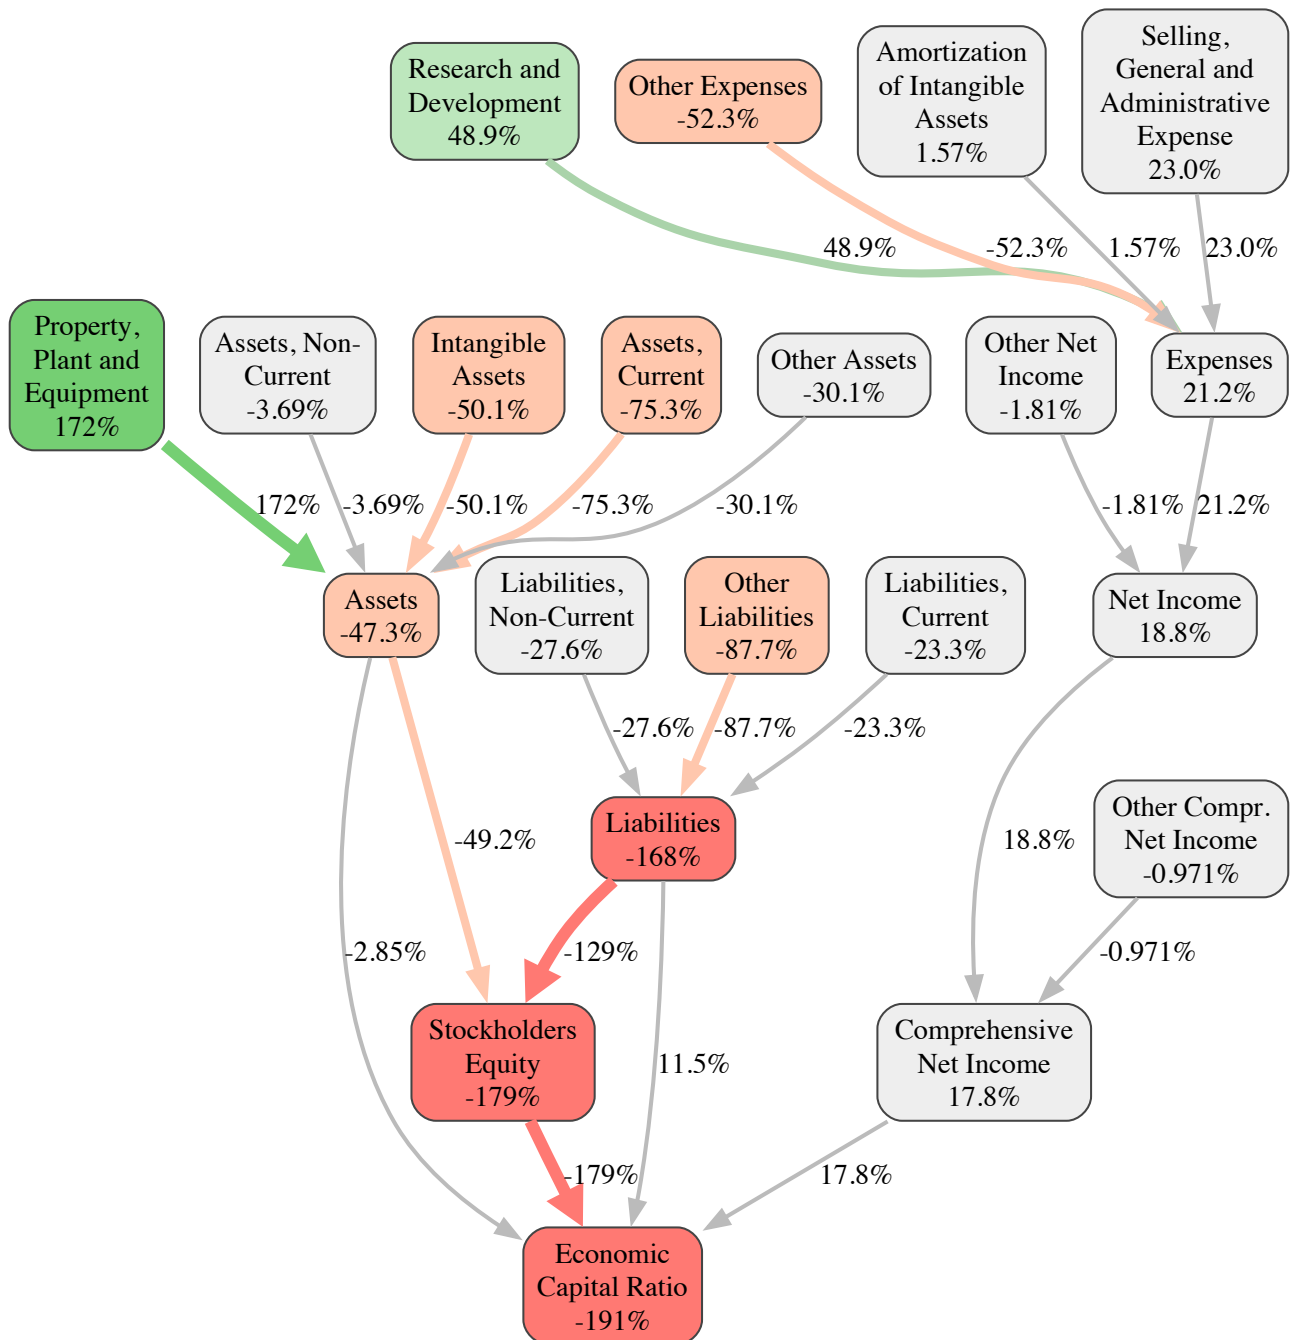 Research and
Development
48.9%
Other Expenses
-52.3%
Amortization
of Intangible
Assets
1.57%
Selling,
General and
Administrative
Expense
23.0%
48.9%
-52.3%
1.57%
23.0%
Property,
Plant and
Equipment
172%
Assets, Non-
Current
-3.69%
Intangible
Assets
-50.1%
Assets,
Current
-75.3%
Other Assets
-30.1%
Other Net
Income
-1.81%
Expenses
21.2%
172%
-3.69%
-50.1%
-75.3%
-30.1%
-1.81%
21.2%
Assets
-47.3%
Liabilities,
Non-Current
-27.6%
Other
Liabilities
-87.7%
Liabilities,
Current
-23.3%
Net Income
18.8%
-27.6%
-87.7%
-23.3%
Liabilities
-168%
Other Compr.
Net Income
-0.971%
-49.2%
18.8%
-2.85%
-129%
-0.971%
Stockholders
Equity
-179%
11.5%
Comprehensive
Net Income
17.8%
-179%
17.8%
Economic
Capital Ratio
-191%